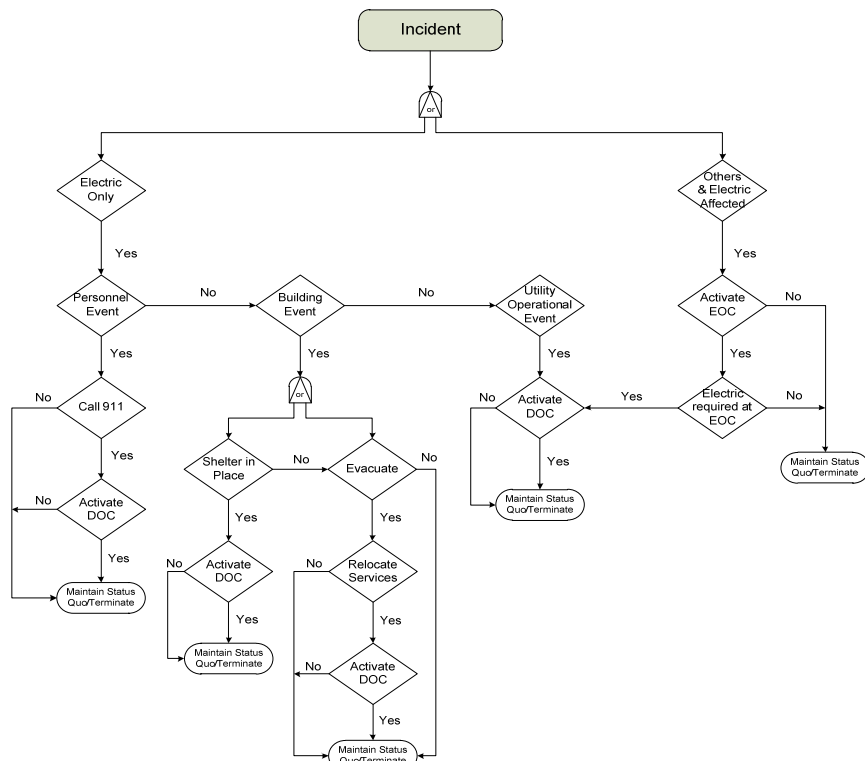 Incident
or
Electric
Only
Others
& Electric
Affected
Yes
Yes
Personnel
Event
No
Building
Event
No
Utility
Operational
Event
Activate
EOC
No
Yes
Yes
Yes
Yes
or
No
Call 911
No
Activate
DOC
Yes
Electric
required at
EOC
No
Yes
Yes
Shelter in
Place
No
Evacuate
No
Maintain Status
Quo/Terminate
No
Activate
DOC
Maintain Status
Quo/Terminate
Yes
Yes
Yes
No
Activate
DOC
No
Relocate
Services
Maintain Status
Quo/Terminate
Yes
Yes
Maintain Status
Quo/Terminate
No
Activate
DOC
Yes
Maintain Status
Quo/Terminate